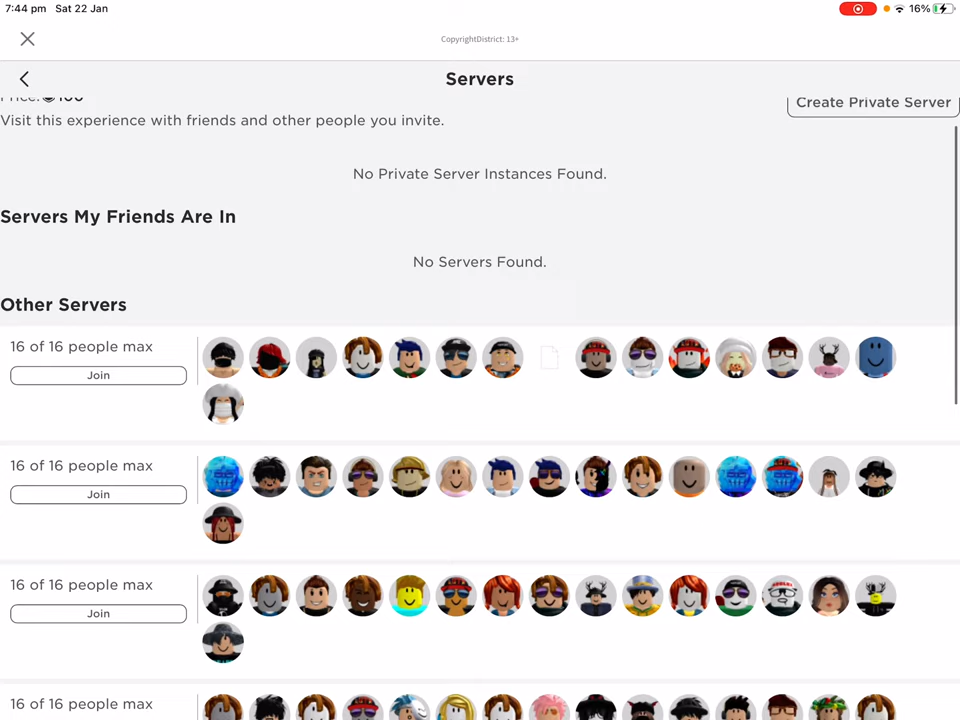 7:44 pm Sat 22 Jan
16%
CopyrightDistrict: 13+
Servers
Price: 100
Create Private Server
Visit this experience with friends and other people you invite.
No Private Server Instances Found.
Servers My Friends Are In
No Servers Found.
Other Servers
16 of 16 people max
Join
16 of 16 people max
Join
16 of 16 people max
Join
16 of 16 people max